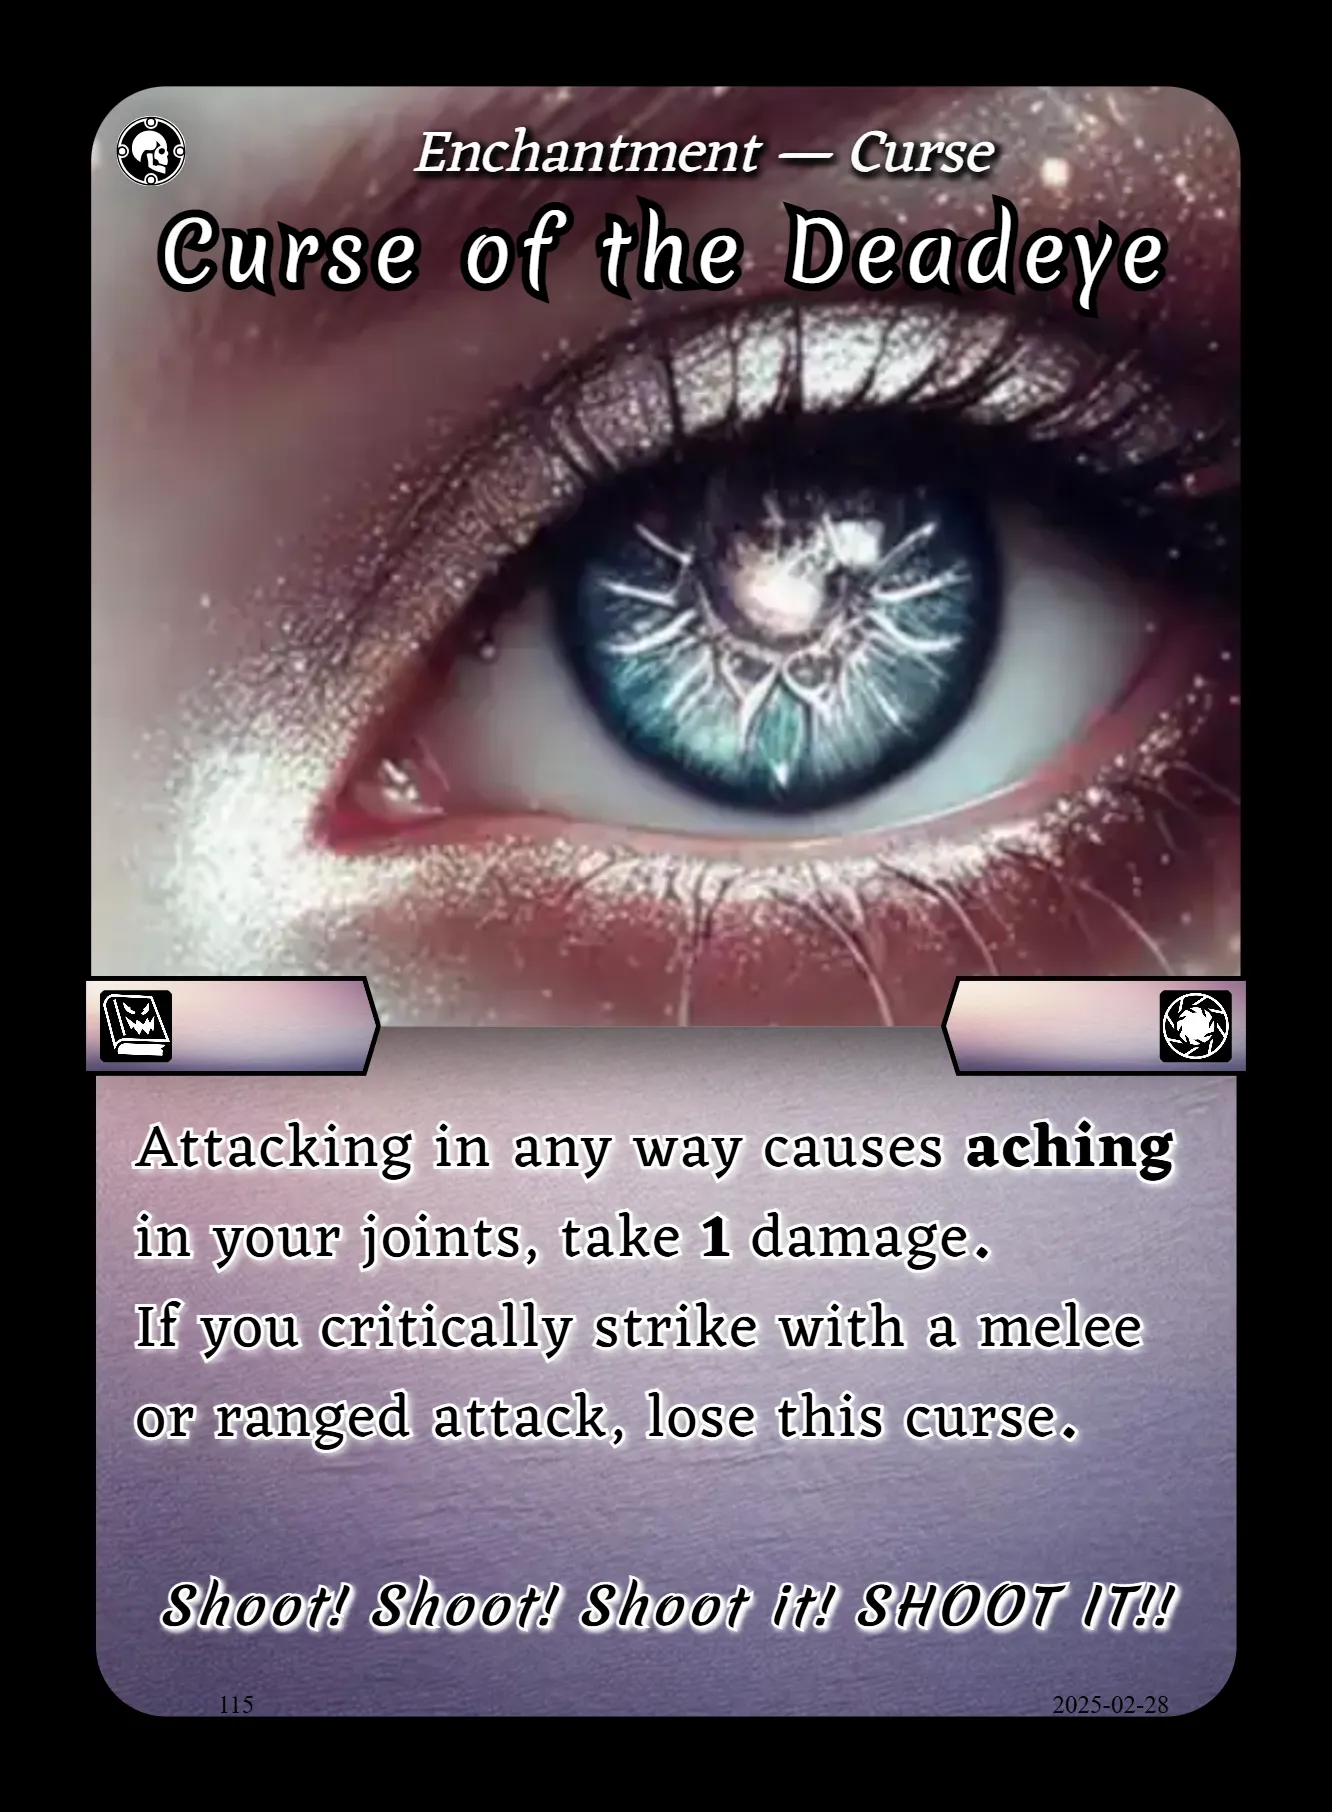 Enchantment — Curse
Curse of the Deadeye
Attacking in any way causes aching
in your joints, take 1 damage.
If you critically strike with a melee
or ranged attack, lose this curse.
Shoot! Shoot! Shoot it! SHOOT IT!!
115
2025-02-28